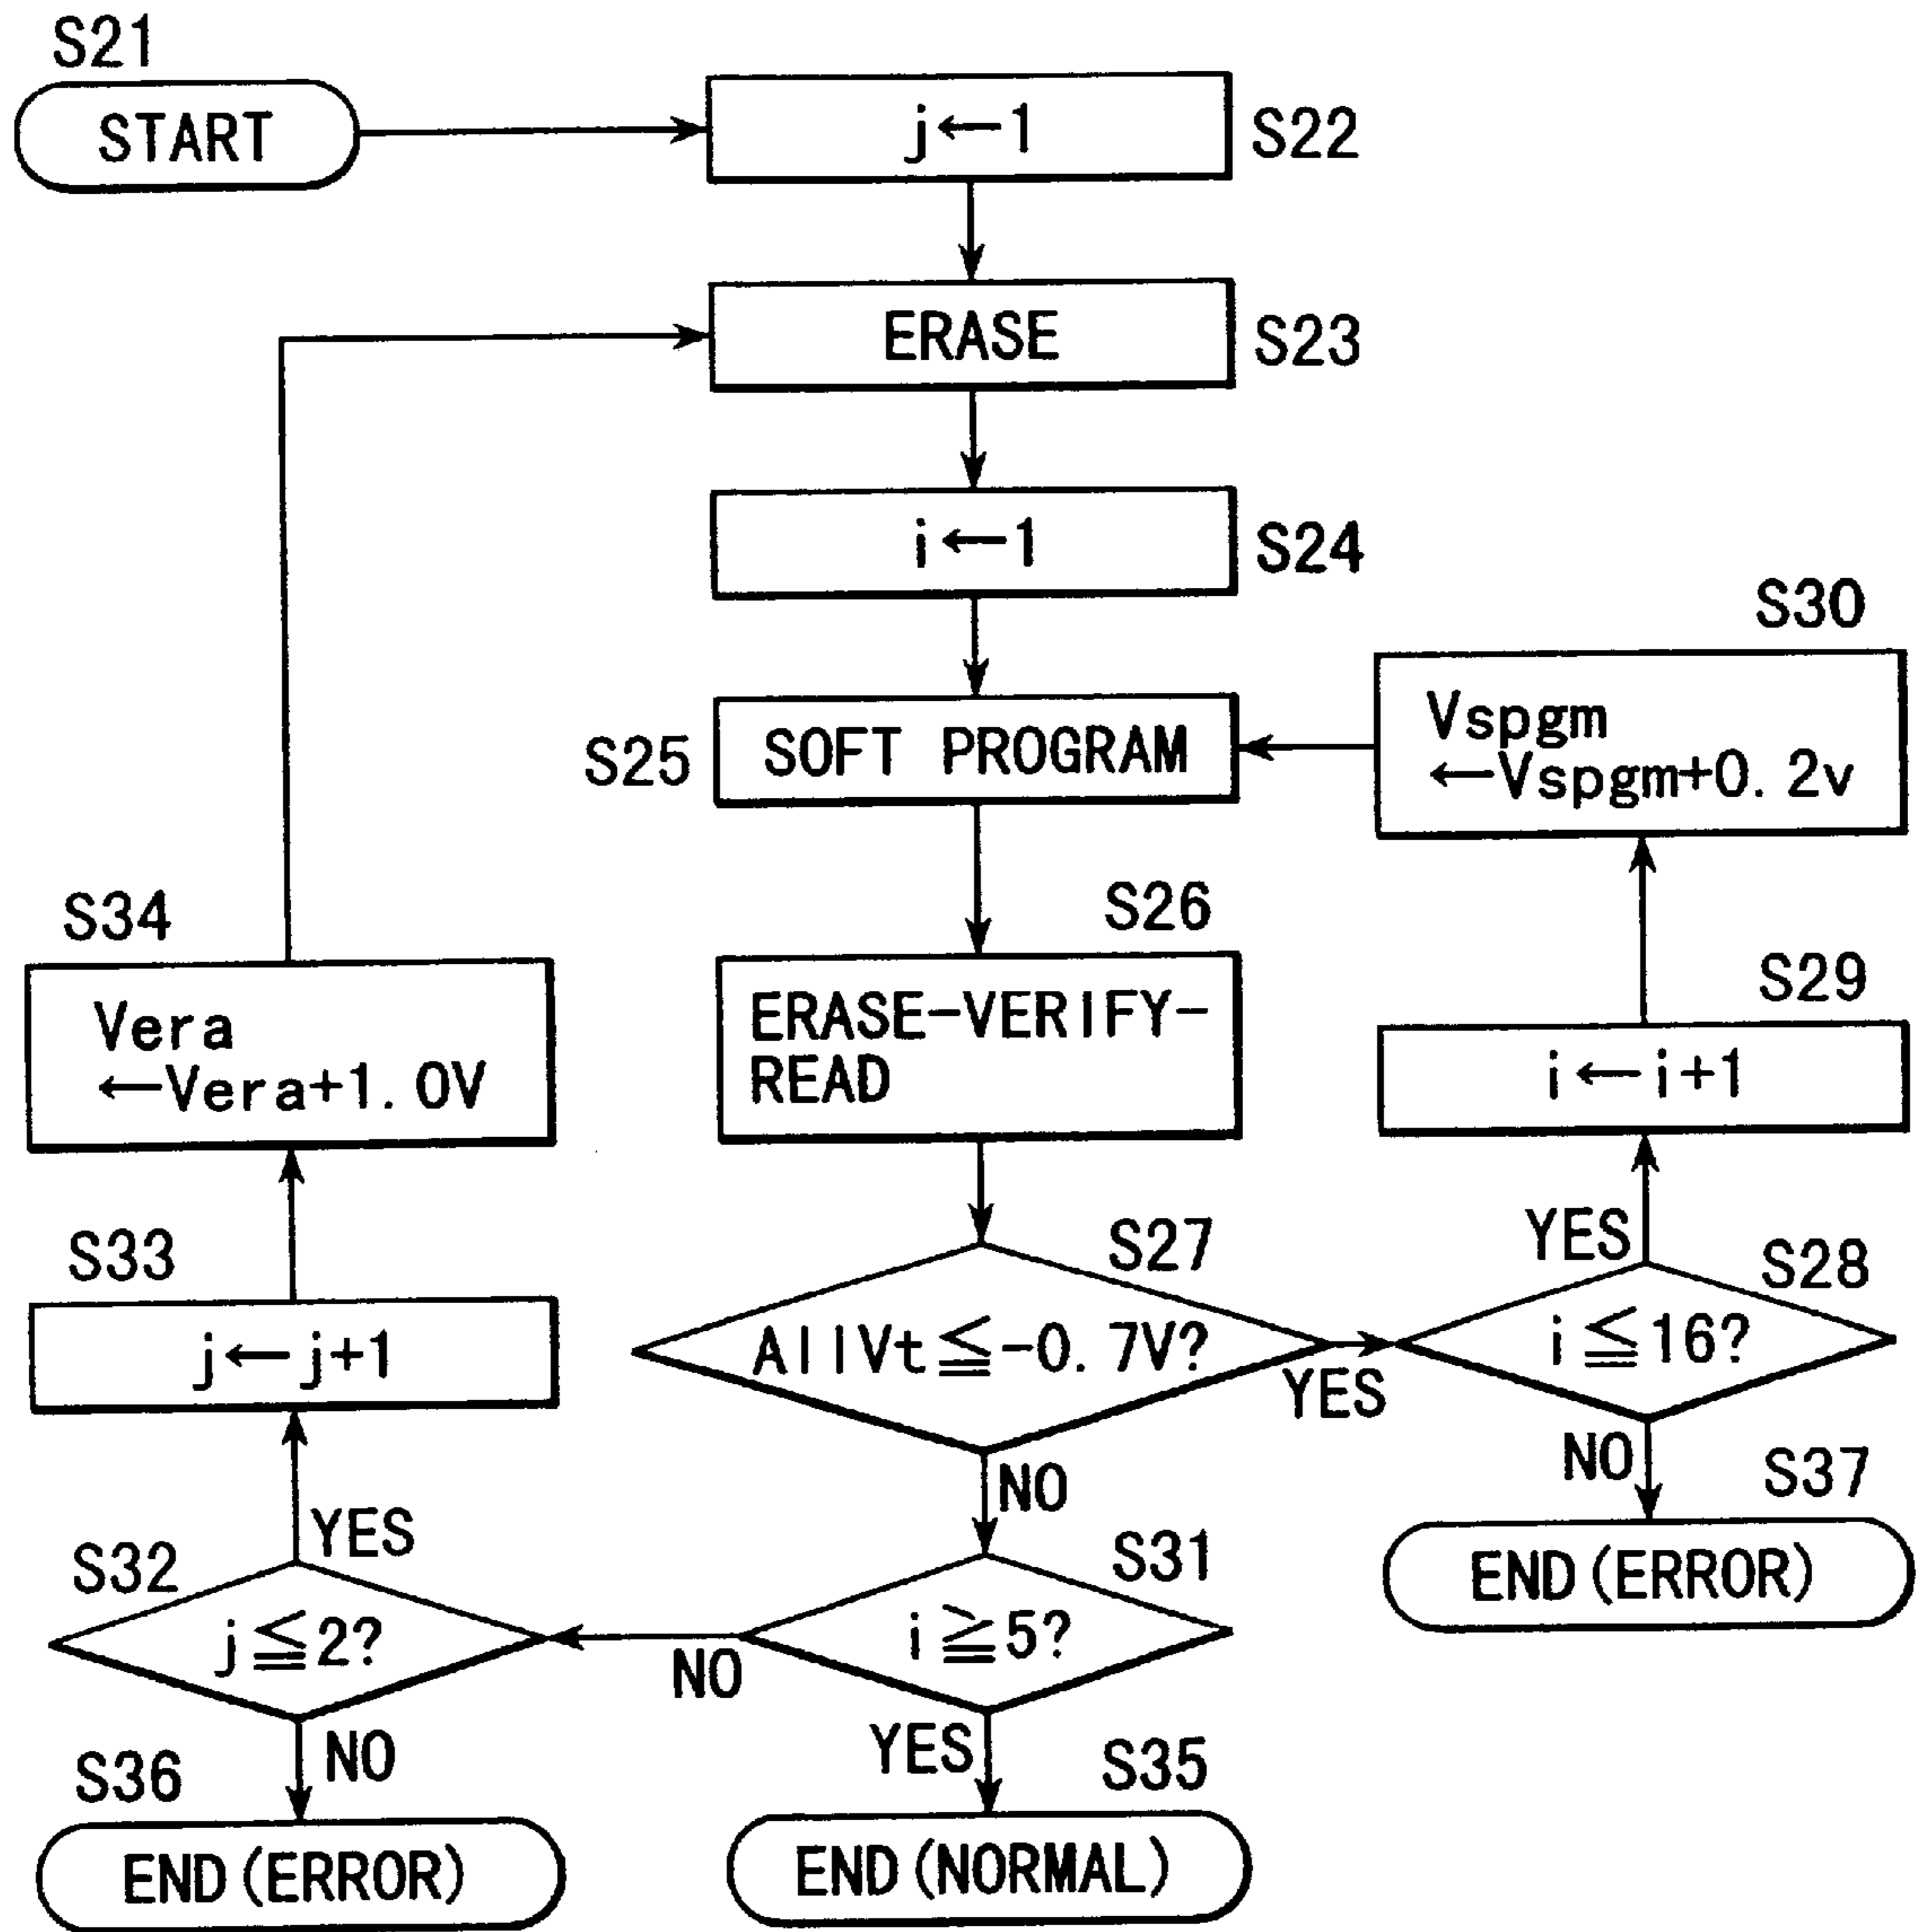 S21
START
j←1
S22
ERASE
S23
i←1
S24
S30
Vspgm
←Vspgm+0.2v
S25
SOFT PROGRAM
S26
ERASE-VERIFY-
READ
S34
Vera
←Vera+1.0V
S29
i←i+1
S33
j←j+1
S27
AllVt≦-0.7V?
YES
NO
YES
S28
i≦16?
NO
S37
END(ERROR)
S31
i≧5?
NO
YES
S32
YES
j≦2?
NO
S36
END(ERROR)
S35
END(NORMAL)